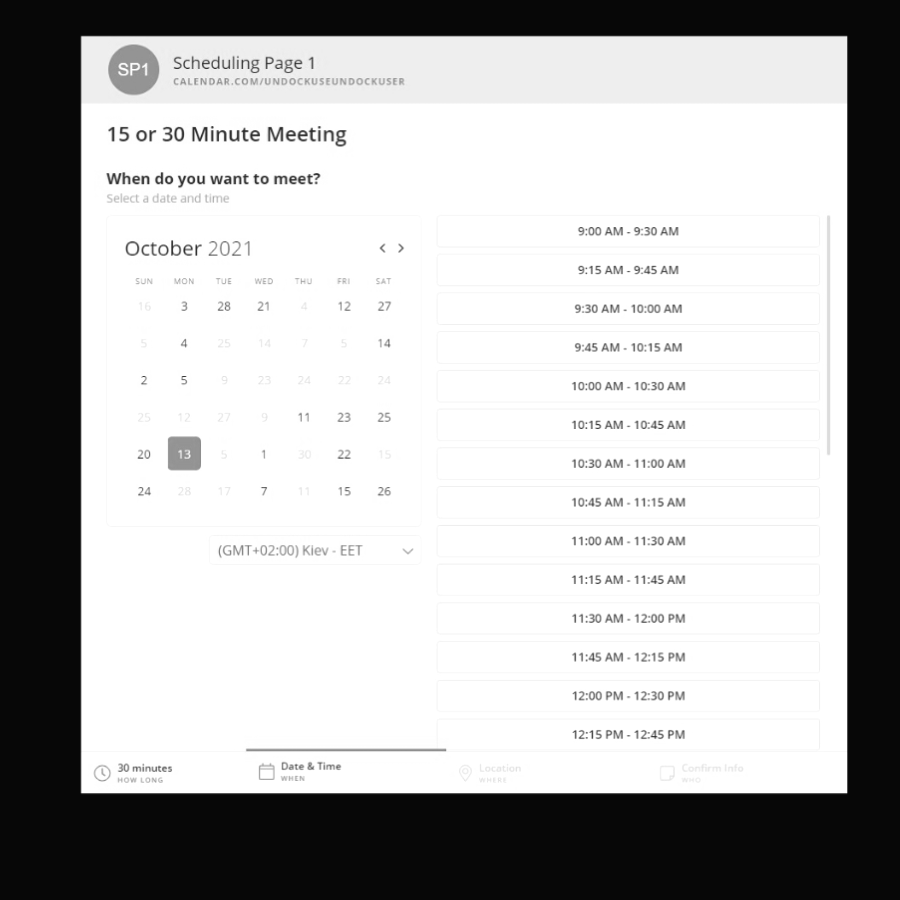 SP1
Scheduling Page 1
CALENDAR.COM/UNDOCKUSEUNDOCKUSER
15 or 30 Minute Meeting
When do you want to meet?
Select a date and time
October 2021
SUN MON TUE WED THU FRI SAT
16 3 28 21 4 12 27
5 4 25 14 7 5 14
2 5 9 23 24 22 24
25 12 27 9 11 23 25
20 13 5 1 30 22 15
24 28 17 7 11 15 26
(GMT+02:00) Kiev - EET
9:00 AM - 9:30 AM
9:15 AM - 9:45 AM
9:30 AM - 10:00 AM
9:45 AM - 10:15 AM
10:00 AM - 10:30 AM
10:15 AM - 10:45 AM
10:30 AM - 11:00 AM
10:45 AM - 11:15 AM
11:00 AM - 11:30 AM
11:15 AM - 11:45 AM
11:30 AM - 12:00 PM
11:45 AM - 12:15 PM
12:00 PM - 12:30 PM
12:15 PM - 12:45 PM
30 minutes
HOW LONG
Date & Time
WHEN
Location
WHERE
Confirm Info
WHO